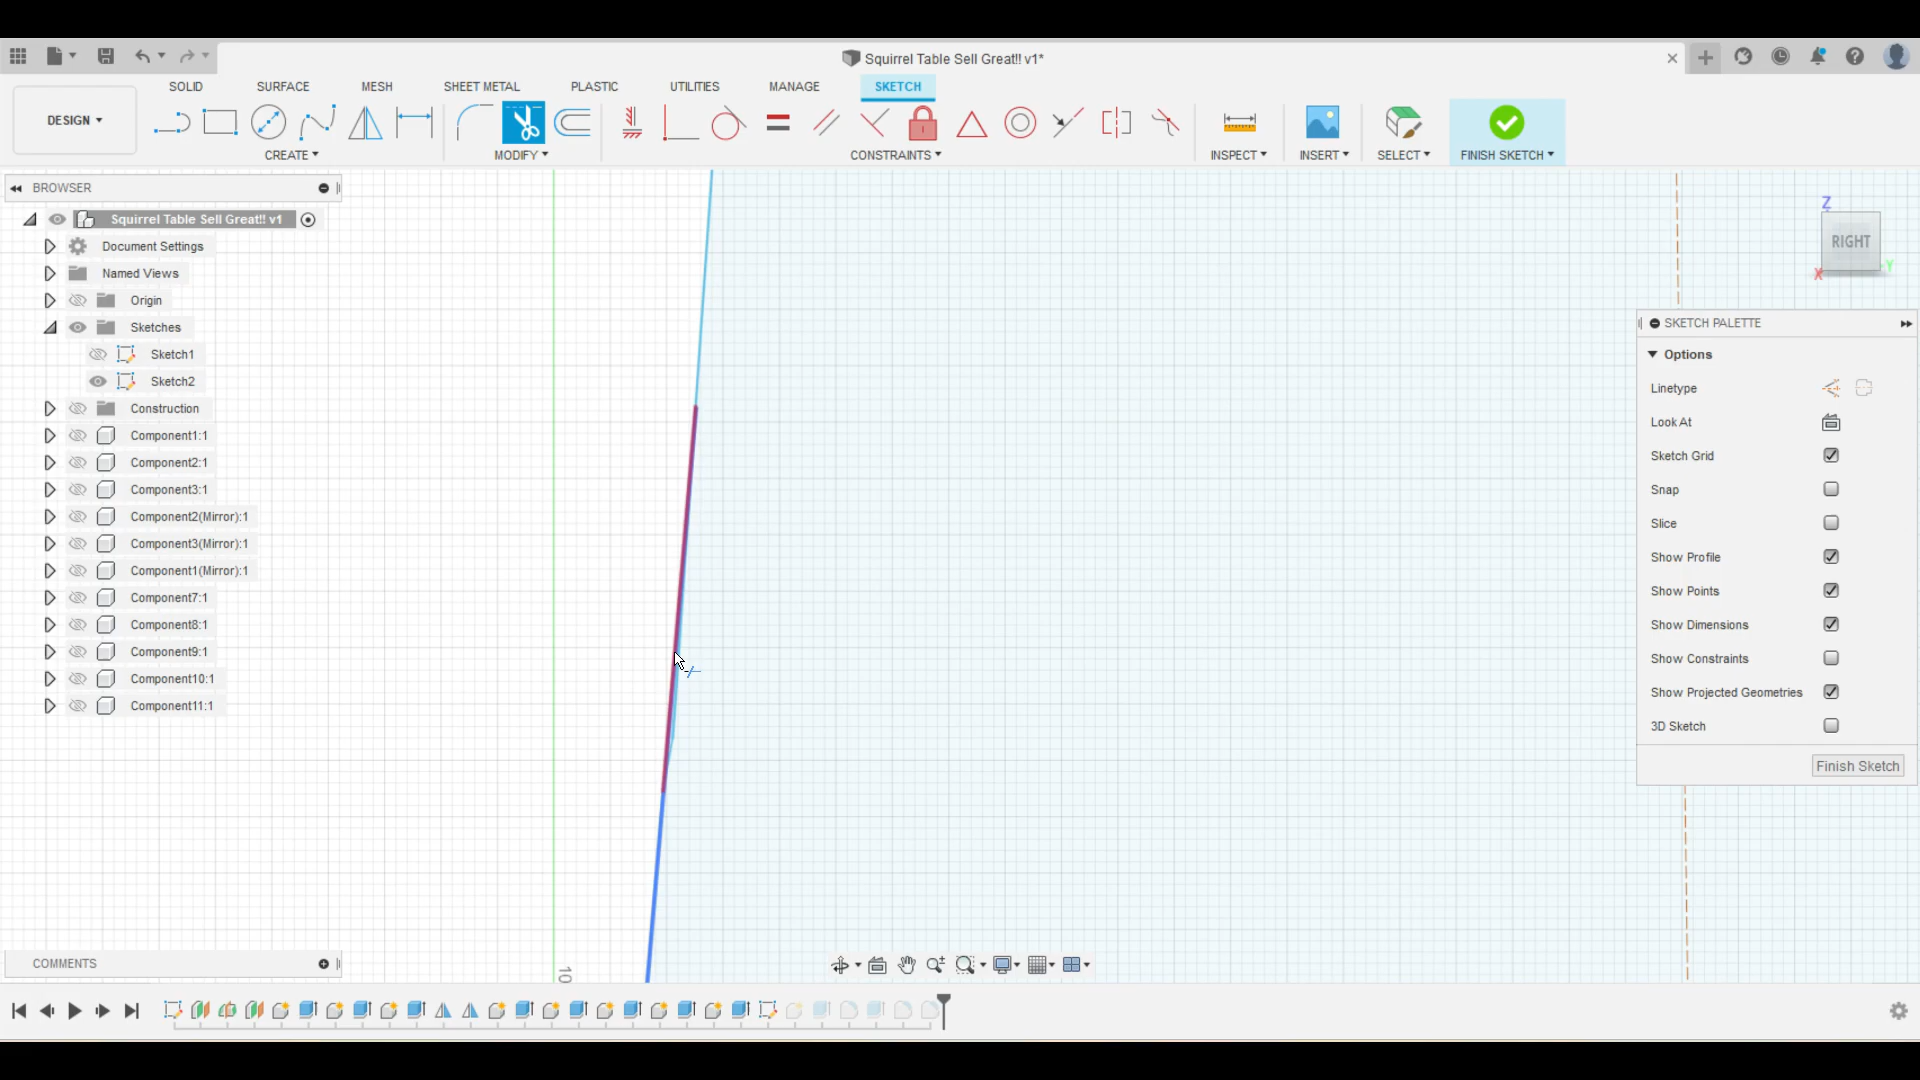 Squirrel Table Sell Great!! v1*
SOLID SURFACE MESH SHEET METAL PLASTIC UTILITIES MANAGE SKETCH
DESIGN
CREATE MODIFY CONSTRAINTS INSPECT INSERT SELECT FINISH SKETCH
BROWSER
Squirrel Table Sell Great!! v1
Document Settings
Named Views
Origin
Sketches
Sketch1
Sketch2
Construction
Component1:1
Component2:1
Component3:1
Component2(Mirror):1
Component3(Mirror):1
Component1(Mirror):1
Component7:1
Component8:1
Component9:1
Component10:1
Component11:1
COMMENTS
10
Z
RIGHT
X
Y
SKETCH PALETTE
Options
Linetype
Look At
Sketch Grid
Snap
Slice
Show Profile
Show Points
Show Dimensions
Show Constraints
Show Projected Geometries
3D Sketch
Finish Sketch